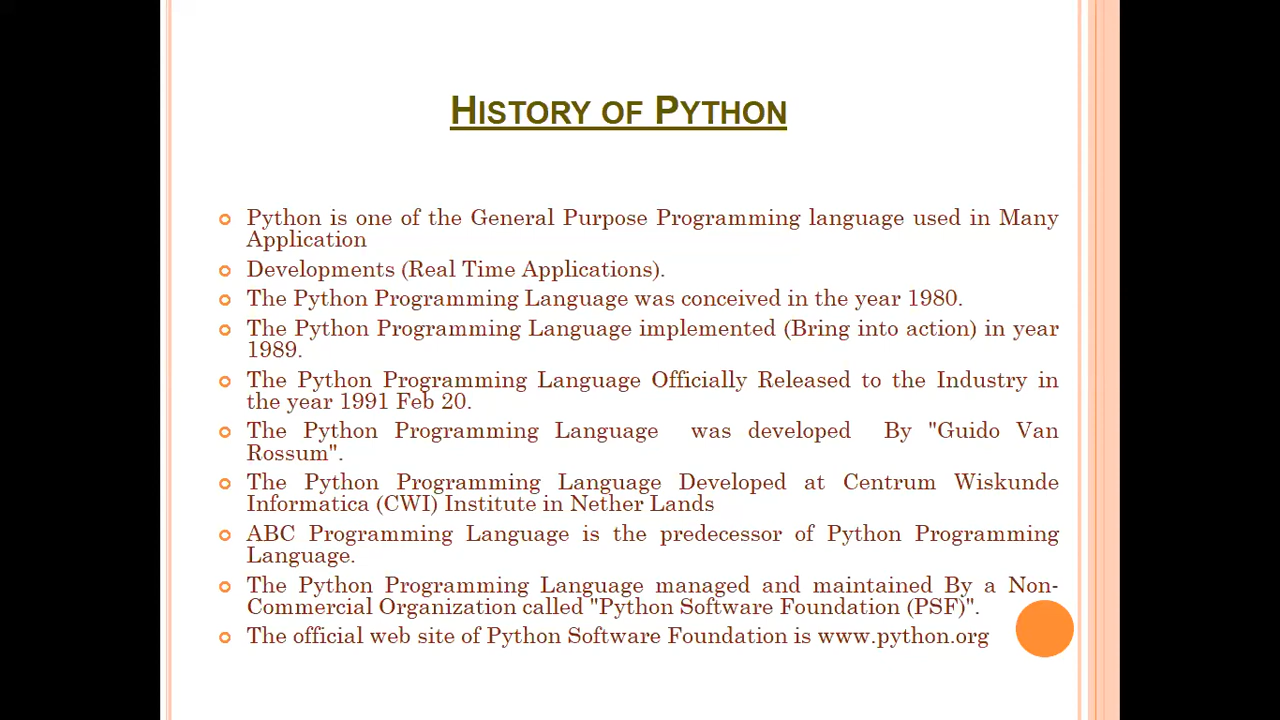 HISTORY OF PYTHON
Python is one of the General Purpose Programming language used in Many
Application
Developments (Real Time Applications).
The Python Programming Language was conceived in the year 1980.
The Python Programming Language implemented (Bring into action) in year
1989.
The Python Programming Language Officially Released to the Industry in
the year 1991 Feb 20.
The Python Programming Language was developed By "Guido Van
Rossum".
The Python Programming Language Developed at Centrum Wiskunde
Informatica (CWI) Institute in Nether Lands
ABC Programming Language is the predecessor of Python Programming
Language.
The Python Programming Language managed and maintained By a Non-
Commercial Organization called "Python Software Foundation (PSF)".
The official web site of Python Software Foundation is www.python.org